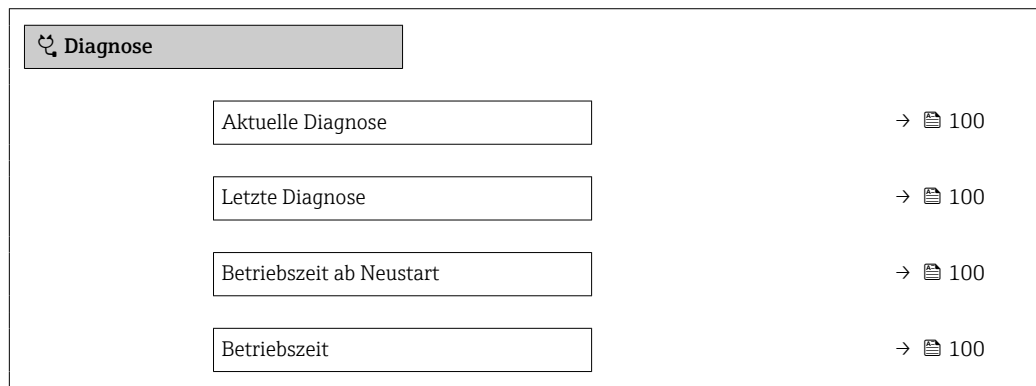 Diagnose
Aktuelle Diagnose → 100
Letzte Diagnose → 100
Betriebszeit ab Neustart → 100
Betriebszeit → 100